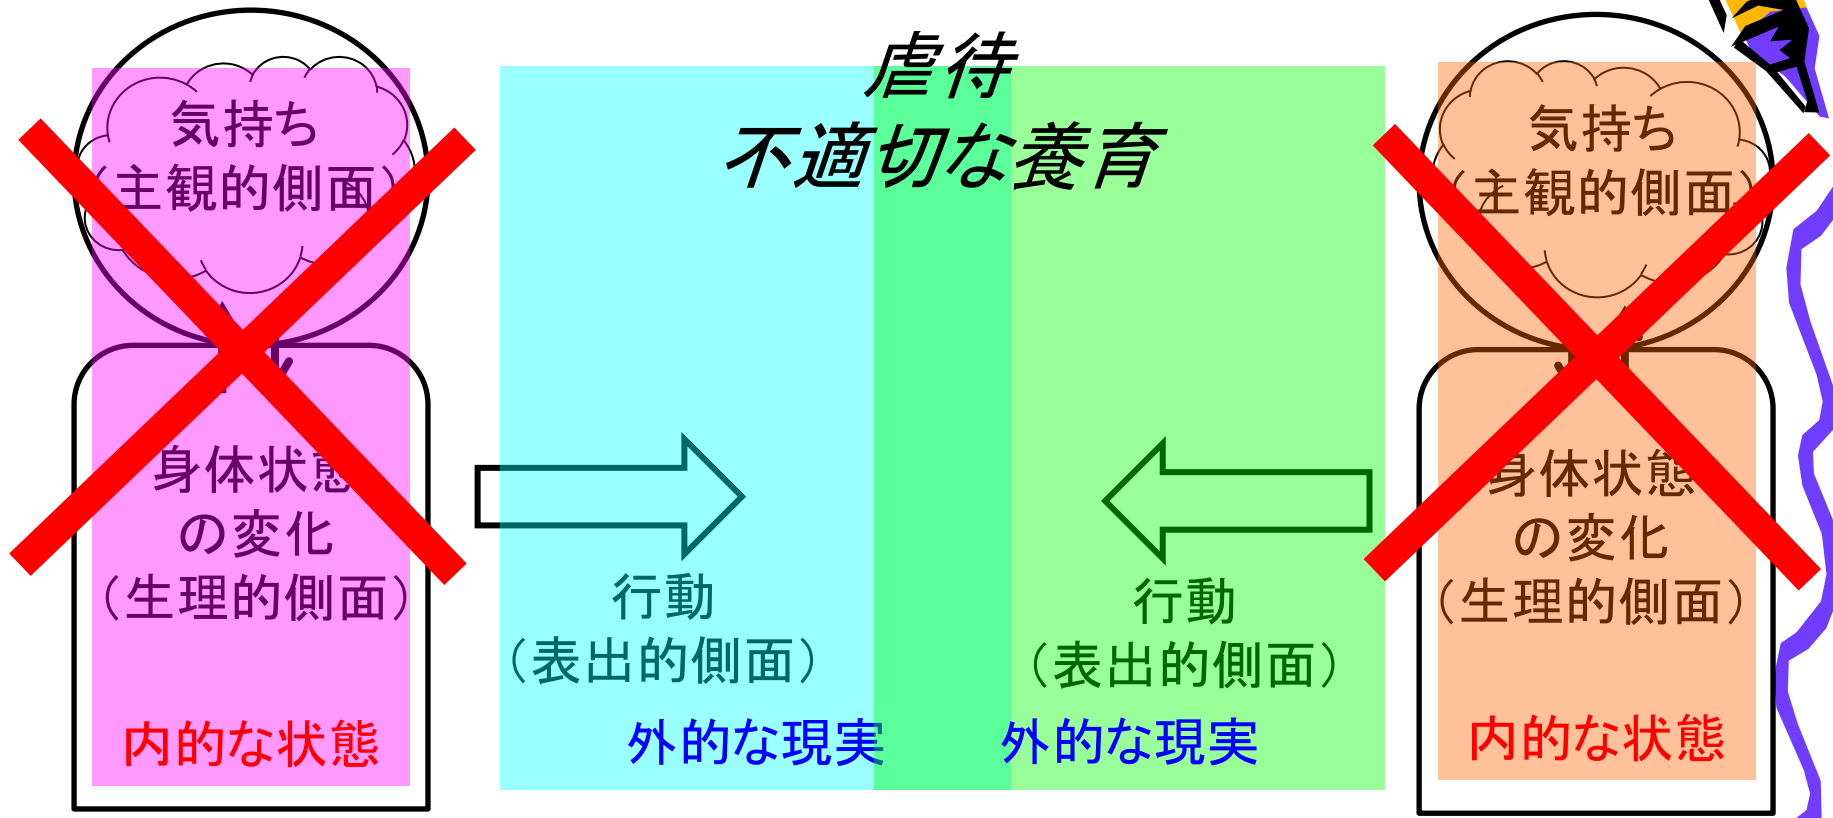 虐待
不適切な養育
気持ち
（主観的側面）
身体状態
の変化
（生理的側面）
内的な状態
行動
（表出的側面）
外的な現実
行動
（表出的側面）
外的な現実
気持ち
（主観的側面）
身体状態
の変化
（生理的側面）
内的な状態